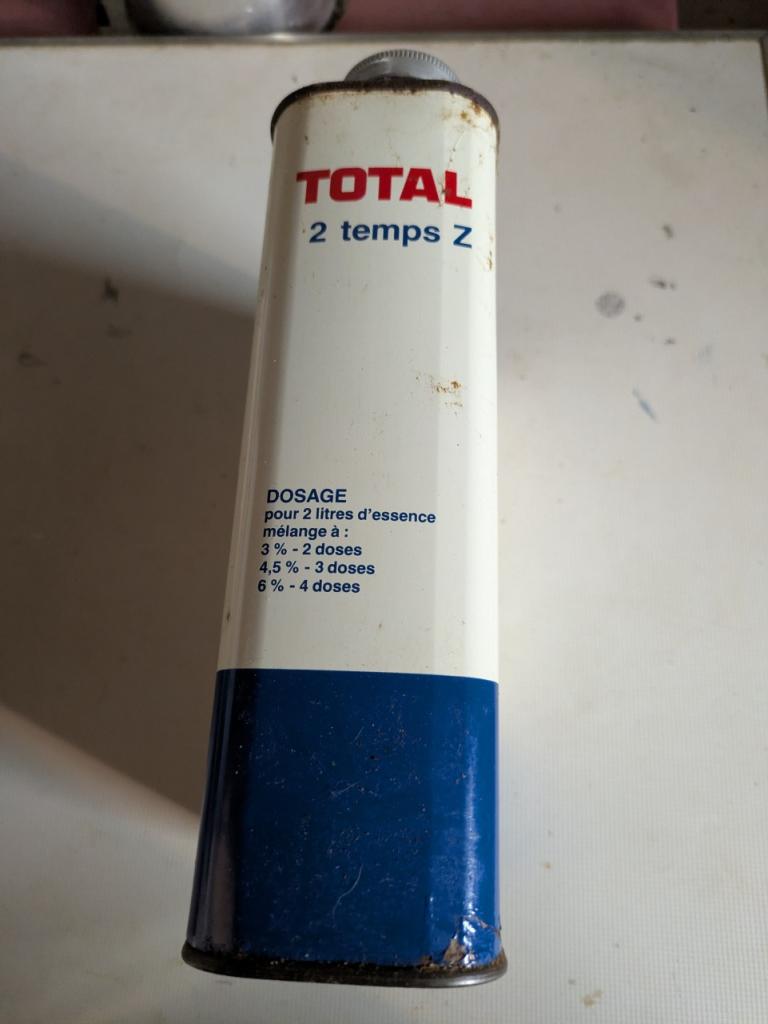 TOTAL
2 temps Z
DOSAGE
pour 2 litres d'essence
mélange à :
3 % - 2 doses
4,5 % - 3 doses
6 % - 4 doses